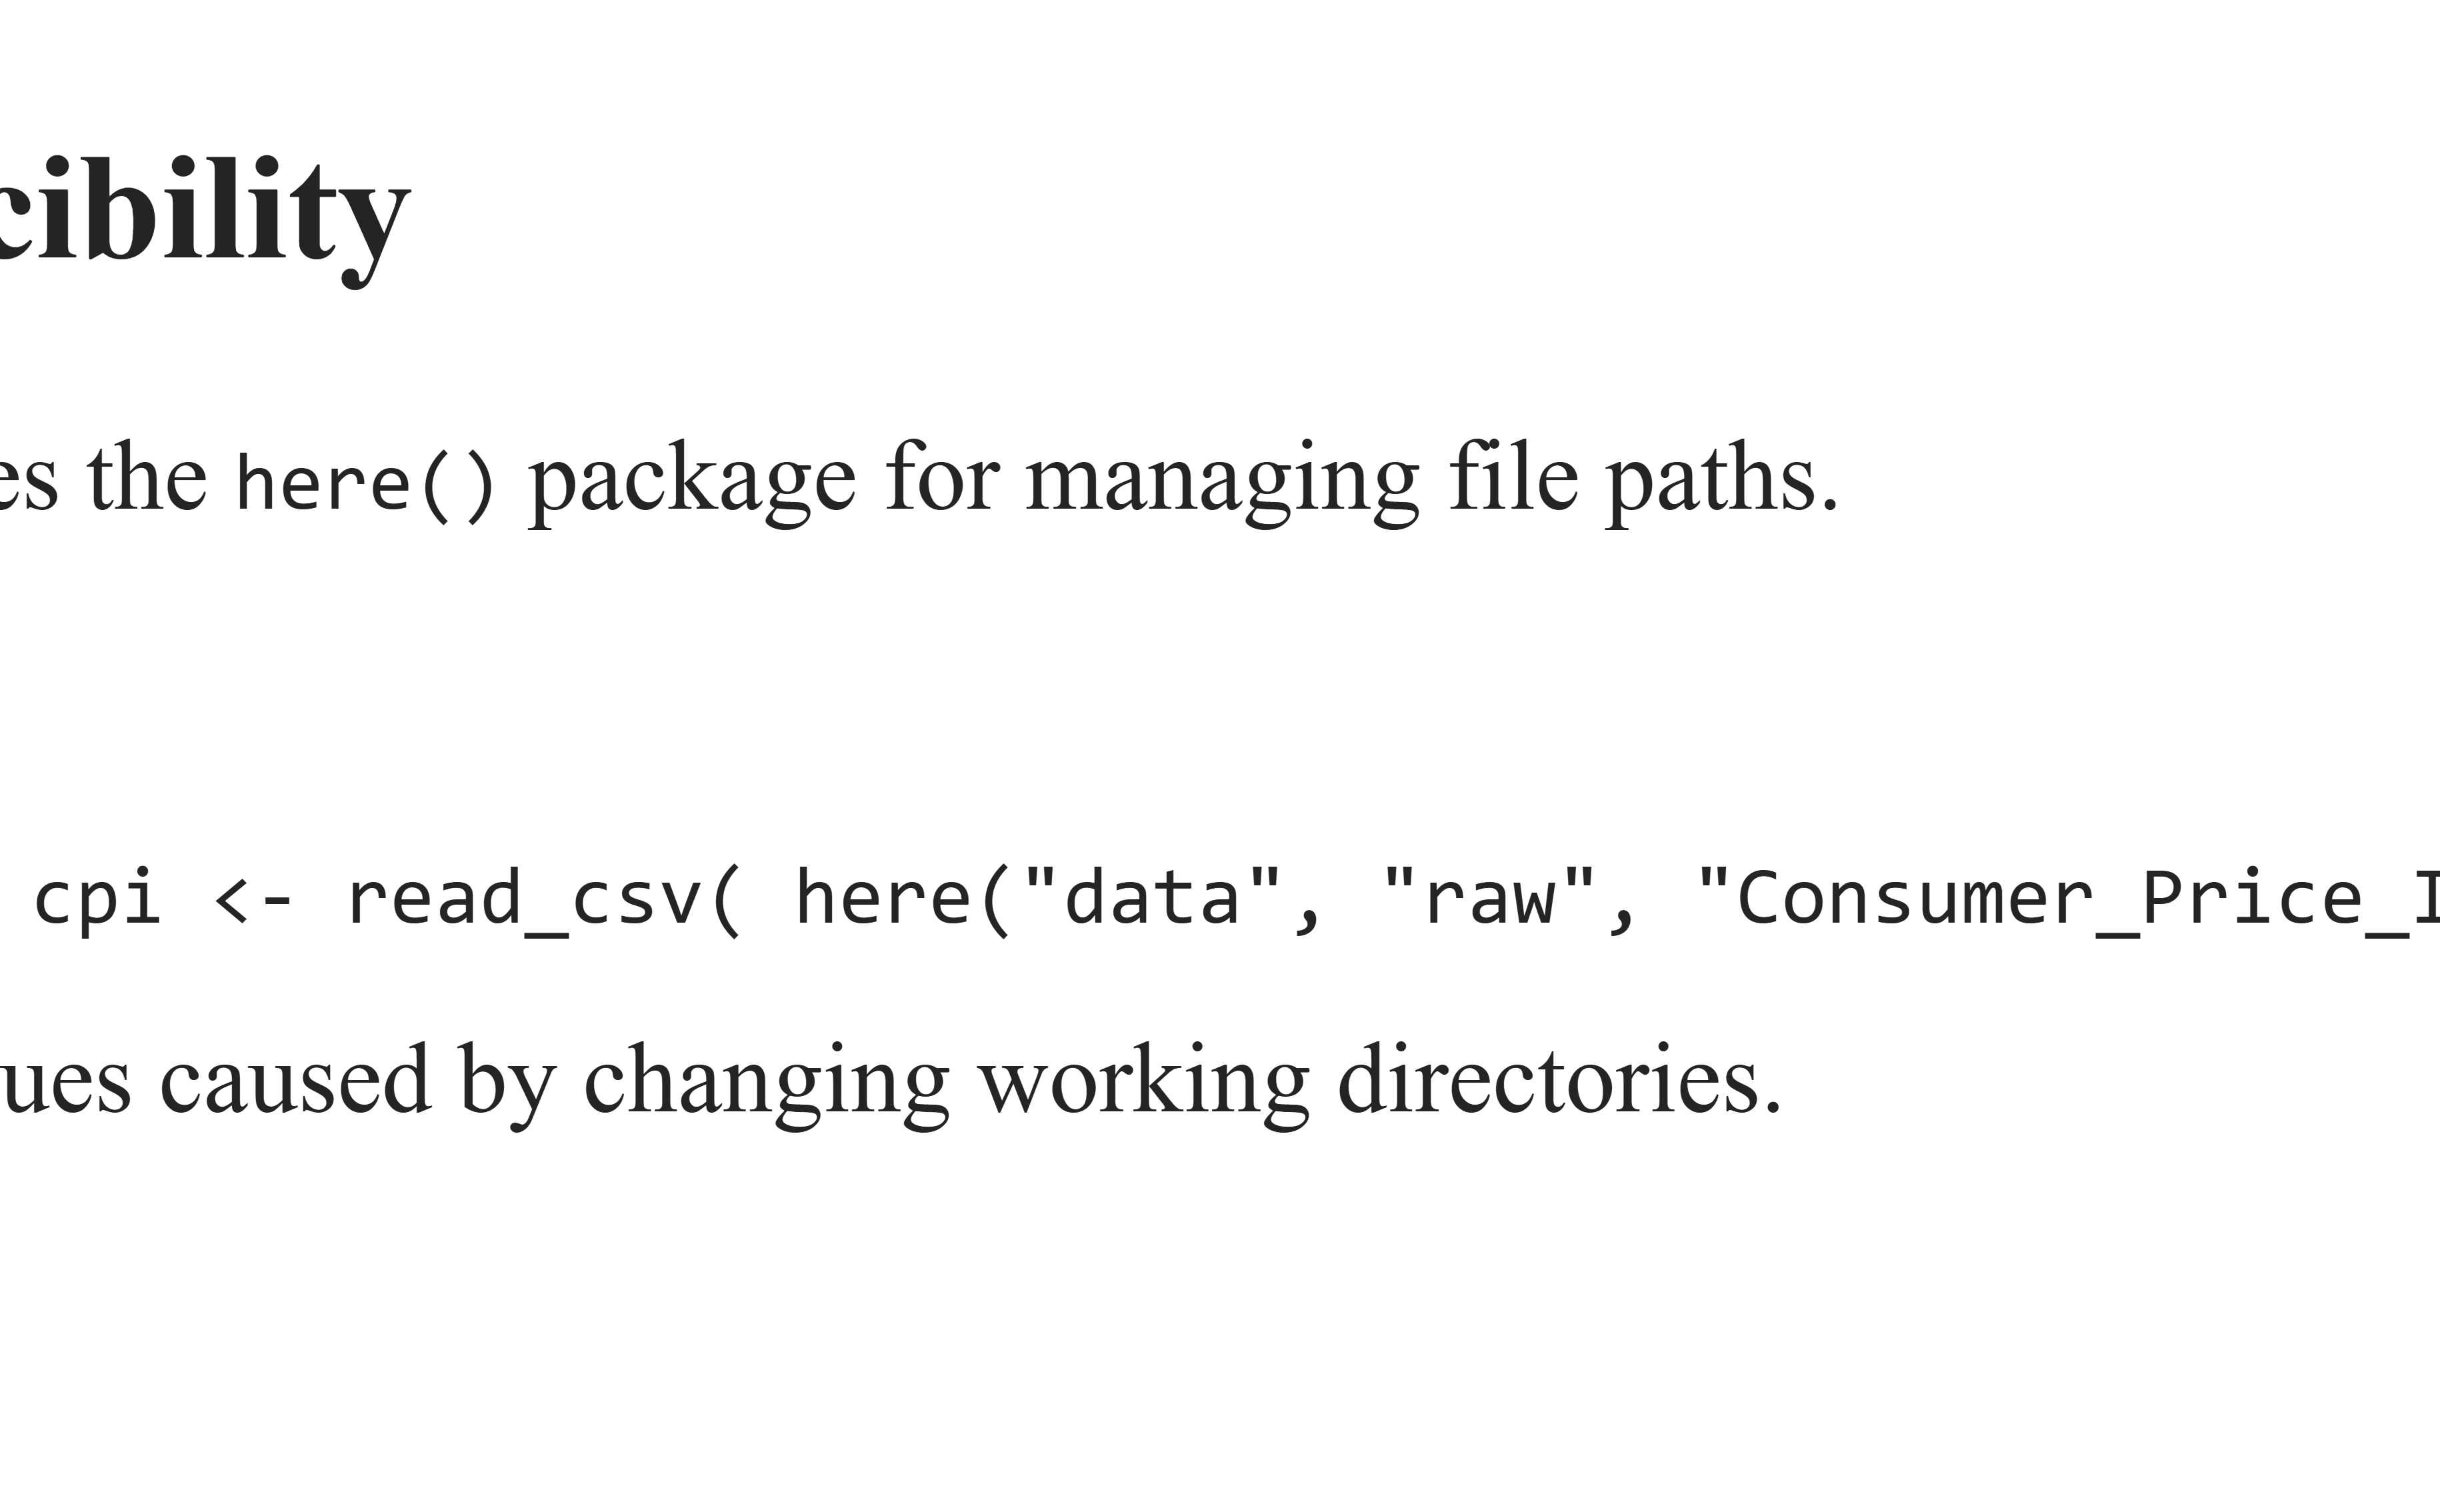 cibility
es the here() package for managing file paths.
cpi <- read_csv( here("data", "raw", "Consumer_Price_I
ues caused by changing working directories.